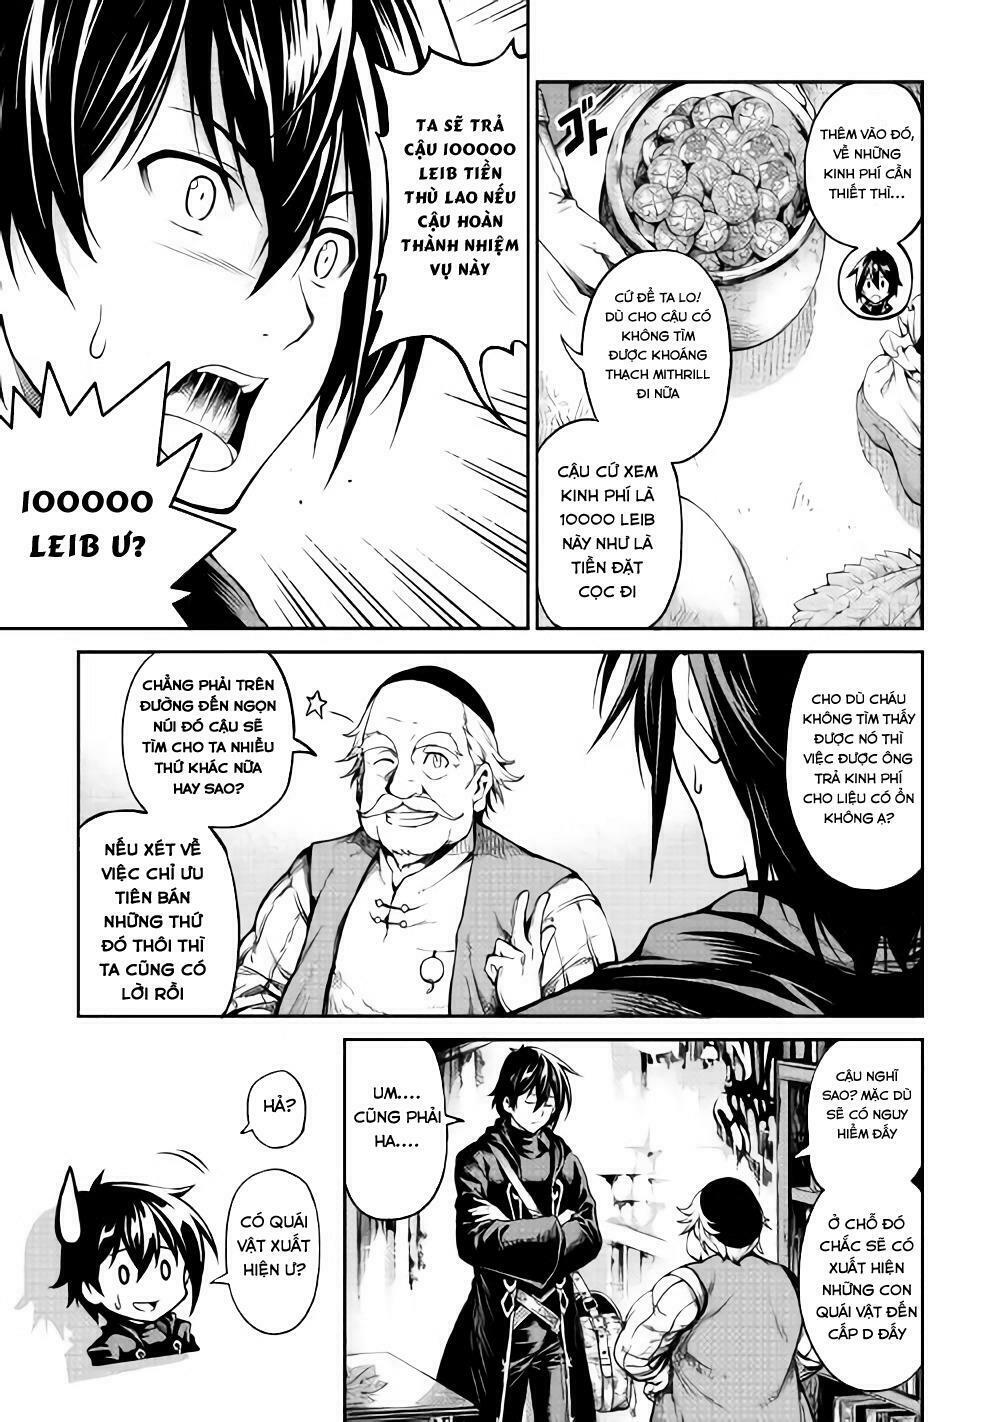 THÊM VÀO ĐÓ,
VỀ NHỮNG
KINH PHÍ CẦN
THIẾT THÌ...
ゴト
CỨ ĐỂ TA LO!
DÙ CHO CẬU CÓ
KHÔNG TÌM
ĐƯỢC KHOÁNG
THẠCH MITHRILL
ĐI NỮA
CẬU CỨ XEM
KINH PHÍ LÀ
10000 LEIB
NÀY NHƯ LÀ
TIỀN ĐẶT
CỌC ĐI
TA SẼ TRẢ
CẬU 100000
LEIB TIỀN
THÙ LAO NẾU
CẬU HOÀN
THÀNH NHIỆM
VỤ NÀY
100000
LEIB Ư?
CHO DÙ CHÁU
KHÔNG TÌM THẤY
ĐƯỢC NÓ THÌ
VIỆC ĐƯỢC ÔNG
TRẢ KINH PHÍ
CHO LIỆU CÓ ỔN
KHÔNG Ạ?
CHẲNG PHẢI TRÊN
ĐƯỜNG ĐẾN NGỌN
NÚI ĐÓ CẬU SẼ
TÌM CHO TA NHIỀU
THỨ KHÁC NỮA
HAY SAO?
NẾU XÉT VỀ
VIỆC CHỈ ƯU
TIÊN BÁN
NHỮNG THỨ
ĐÓ THÔI THÌ
TA CŨNG CÓ
LỜI RỒI
CẬU NGHĨ
SAO? MẶC DÙ
SẼ CÓ NGUY
HIỂM ĐẤY
UM....
CŨNG PHẢI
HA....
Ở CHỖ ĐÓ
CHẮC SẼ CÓ
XUẤT HIỆN
NHỮNG CON
QUÁI VẬT ĐẾN
CẤP D ĐẤY
HẢ?
CÓ QUÁI
VẬT XUẤT
HIỆN Ư?